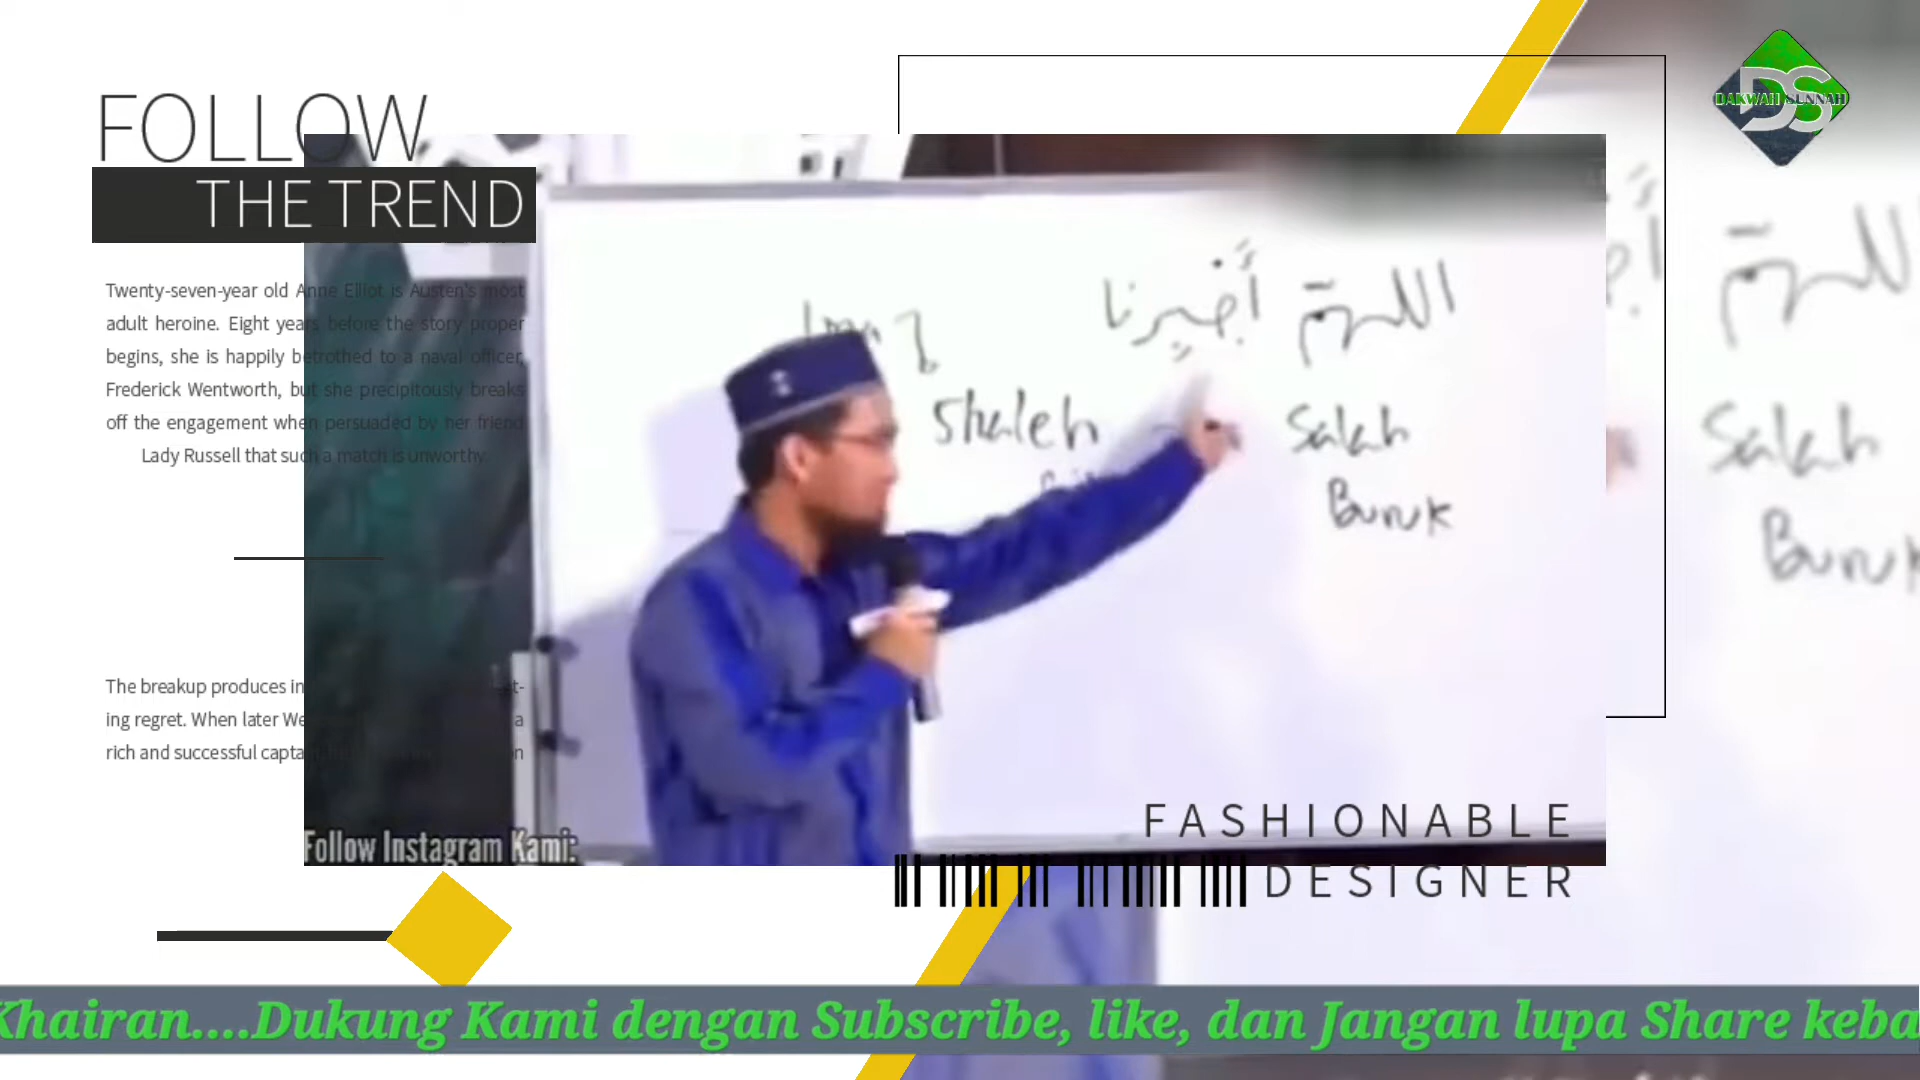 FOLLOW
THE TREND
DAKWAH SUNNAH
DS
Twenty-seven-year old Anne Elliot is Austen's most
adult heroine. Eight years before the story proper
begins, she is happily betrothed to a naval officer,
Frederick Wentworth, but she precipitously breaks
off the engagement when persuaded by her friend
Lady Russell that such a match is unworthy.
The breakup produces in
ing regret. When later We
rich and successful capta
Shaleh
Salah
Buruk
Salah
Buruk
Follow Instagram Kami:
FASHIONABLE
DESIGNER
Khairan....Dukung Kami dengan Subscribe, like, dan Jangan lupa Share keba